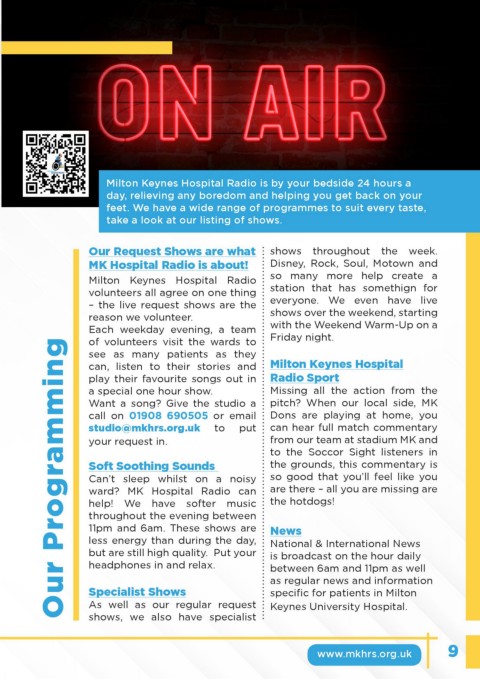 ON AIR
Milton Keynes Hospital Radio is by your bedside 24 hours a
day, relieving any boredom and helping you get back on your
feet. We have a wide range of programmes to suit every taste,
take a look at our listing of shows.
Our Programming
Our Request Shows are what
MK Hospital Radio is about!
Milton Keynes Hospital Radio
volunteers all agree on one thing
– the live request shows are the
reason we volunteer.
Each weekday evening, a team
of volunteers visit the wards to
see as many patients as they
can, listen to their stories and
play their favourite songs out in
a special one hour show.
Want a song? Give the studio a
call on 01908 690505 or email
studio@mkhrs.org.uk to put
your request in.
Soft Soothing Sounds
Can't sleep whilst on a noisy
ward? MK Hospital Radio can
help! We have softer music
throughout the evening between
11pm and 6am. These shows are
less energy than during the day,
but are still high quality. Put your
headphones in and relax.
Specialist Shows
As well as our regular request
shows, we also have specialist
shows throughout the week.
Disney, Rock, Soul, Motown and
so many more help create a
station that has somethign for
everyone. We even have live
shows over the weekend, starting
with the Weekend Warm-Up on a
Friday night.
Milton Keynes Hospital
Radio Sport
Missing all the action from the
pitch? When our local side, MK
Dons are playing at home, you
can hear full match commentary
from our team at stadium MK and
to the Soccor Sight listeners in
the grounds, this commentary is
so good that you'll feel like you
are there – all you are missing are
the hotdogs!
News
National & International News
is broadcast on the hour daily
between 6am and 11pm as well
as regular news and information
specific for patients in Milton
Keynes University Hospital.
www.mkhrs.org.uk
9